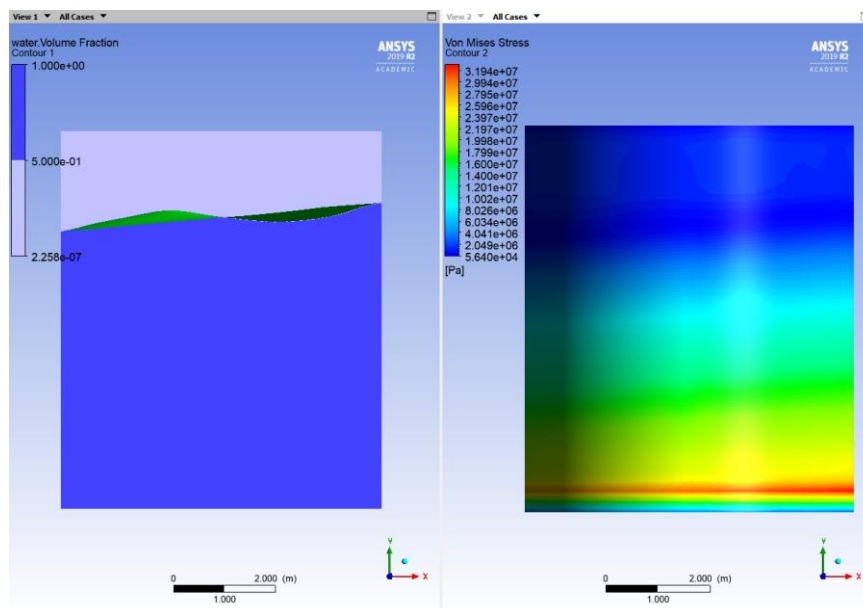 View 1 ▼ All Cases ▼
water.Volume Fraction
Contour 1
1.000e+00
5.000e-01
2.258e-07
ANSYS
2019 R2
ACADEMIC
Y
X
0 2.000 (m)
1.000
View 2 ▼ All Cases ▼
Von Mises Stress
Contour 2
3.194e+07
2.994e+07
2.795e+07
2.596e+07
2.397e+07
2.197e+07
1.998e+07
1.799e+07
1.600e+07
1.400e+07
1.201e+07
1.002e+07
8.026e+06
6.034e+06
4.041e+06
2.049e+06
5.640e+04
[Pa]
ANSYS
2019 R2
ACADEMIC
Y
X
0 2.000 (m)
1.000